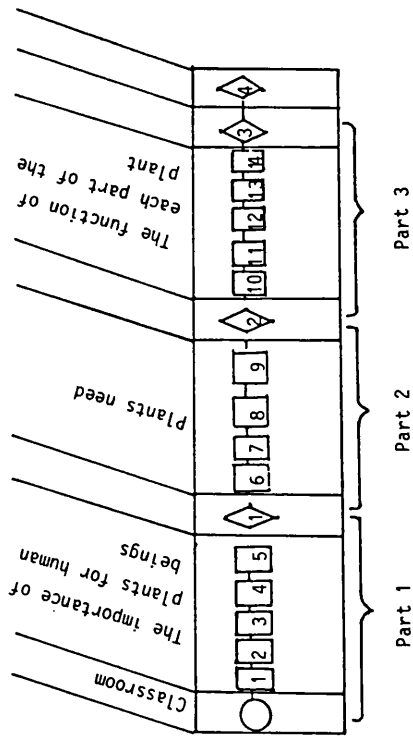 Classroom
The importance of
plants for human
beings
Plants need
The function of
each part of the
plant
1
2
3
4
5
1
6
7
8
9
2
10
11
12
13
14
3
4
Part 1
Part 2
Part 3